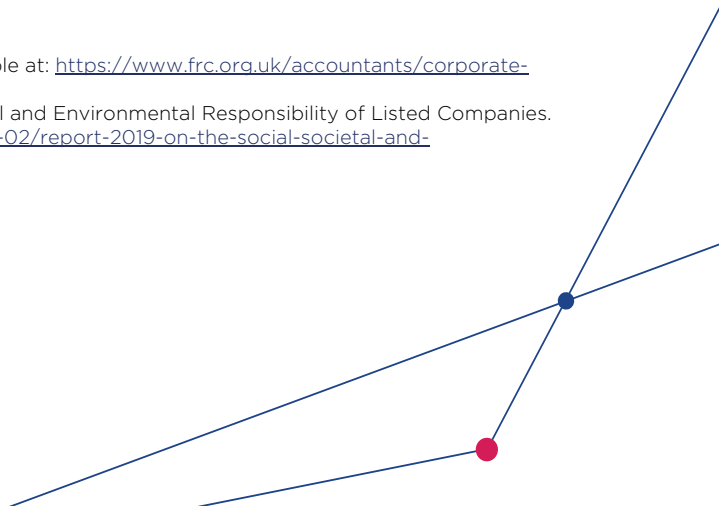 le at: https://www.frc.org.uk/accountants/corporate-
l and Environmental Responsibility of Listed Companies.
-02/report-2019-on-the-social-societal-and-